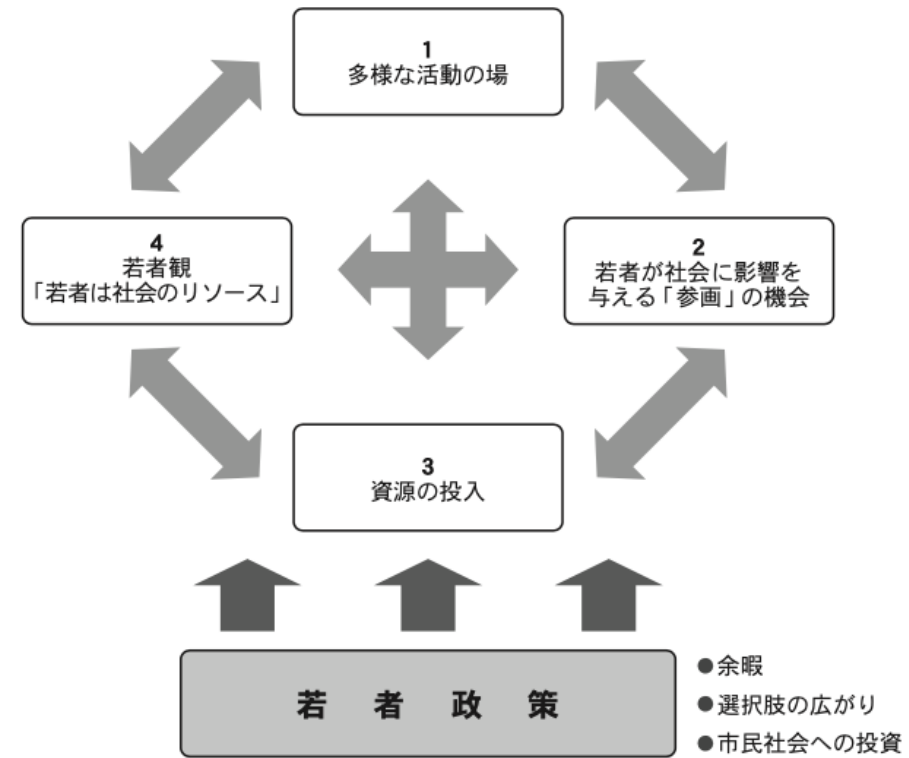 1
多様な活動の場
4
若者観
「若者は社会のリソース」
2
若者が社会に影響を
与える「参画」の機会
3
資源の投入
若者政策
●余暇
●選択肢の広がり
●市民社会への投資